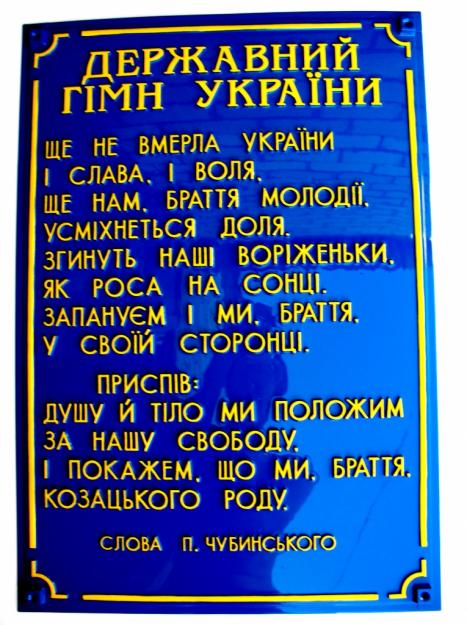 ДЕРЖАВНИЙ
ГІМН УКРАЇНИ
ЩЕ НЕ ВМЕРЛА УКРАЇНИ
І СЛАВА, І ВОЛЯ,
ЩЕ НАМ, БРАТТЯ МОЛОДІЇ,
УСМІХНЕТЬСЯ ДОЛЯ.
ЗГИНУТЬ НАШІ ВОРІЖЕНЬКИ,
ЯК РОСА НА СОНЦІ.
ЗАПАНУЄМ І МИ, БРАТТЯ,
У СВОЇЙ СТОРОНЦІ.
ПРИСПІВ:
ДУШУ Й ТІЛО МИ ПОЛОЖИМ
ЗА НАШУ СВОБОДУ,
І ПОКАЖЕМ, ЩО МИ, БРАТТЯ,
КОЗАЦЬКОГО РОДУ.
СЛОВА П. ЧУБИНСЬКОГО